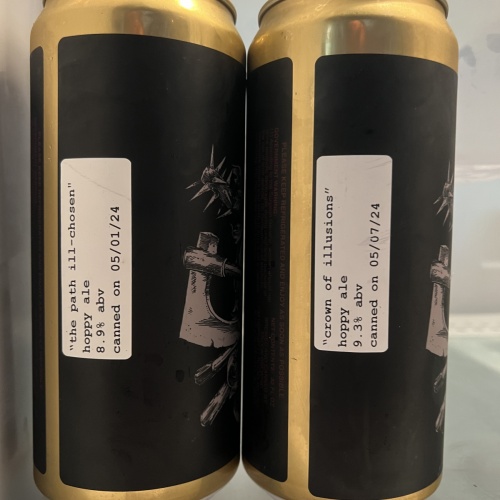 "the path ill-chosen"
hoppy ale
8.9% abv
canned on 05/01/24
"crown of illusions"
hoppy ale
9.3% abv
canned on 05/07/24